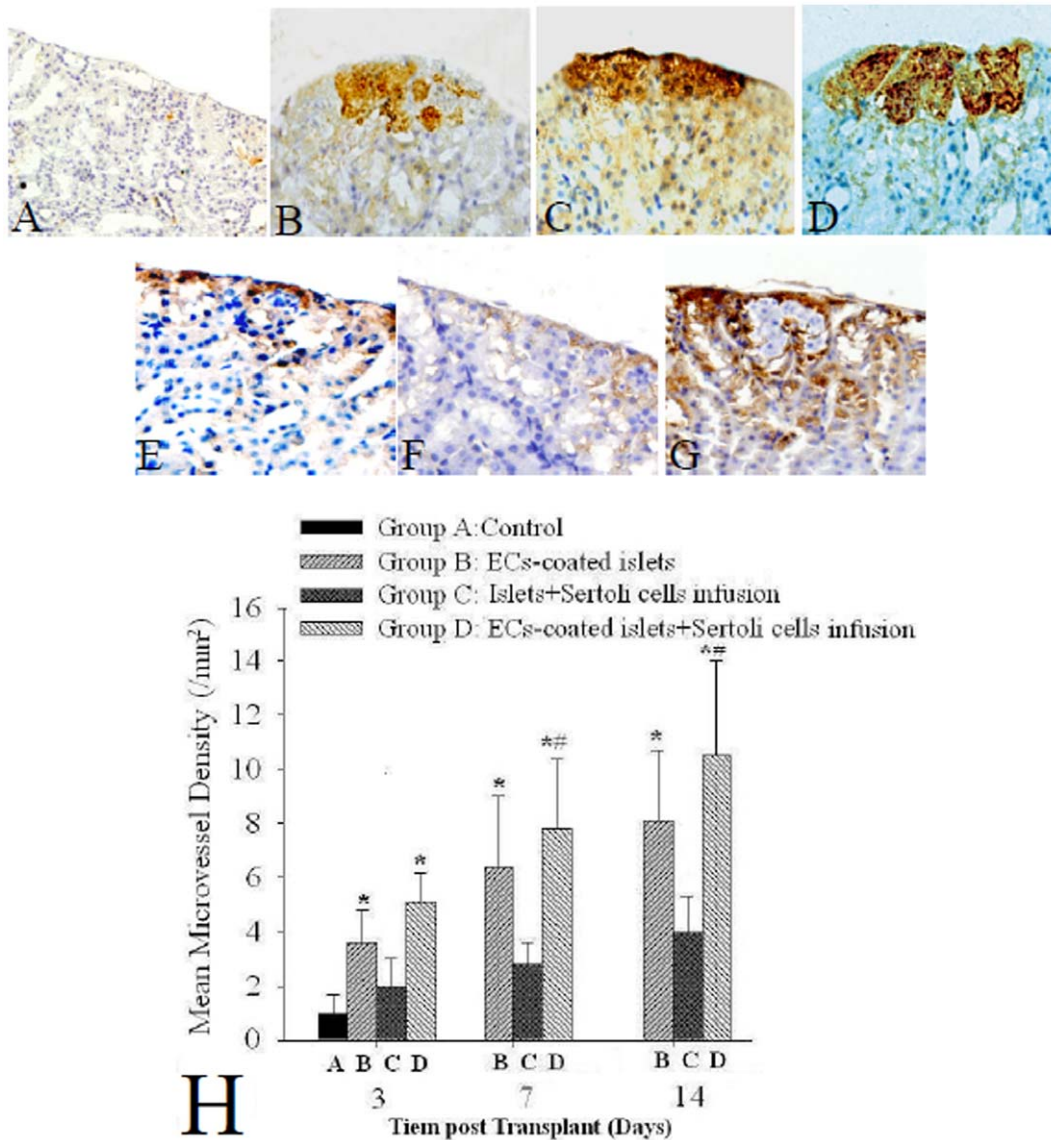 A
B
C
D
E
F
G
Group A:Control
Group B: ECs-coated islets
Group C: Islets+Sertoli cells infusion
Group D: ECs-coated islets+Sertoli cells infusion
Mean Microvessel Density (/mm²)
16
14
12
10
8
6
4
2
0
*
*
*
*#
*
*#
A B C D B C D B C D
3 7 14
Tiem post Transplant (Days)
H